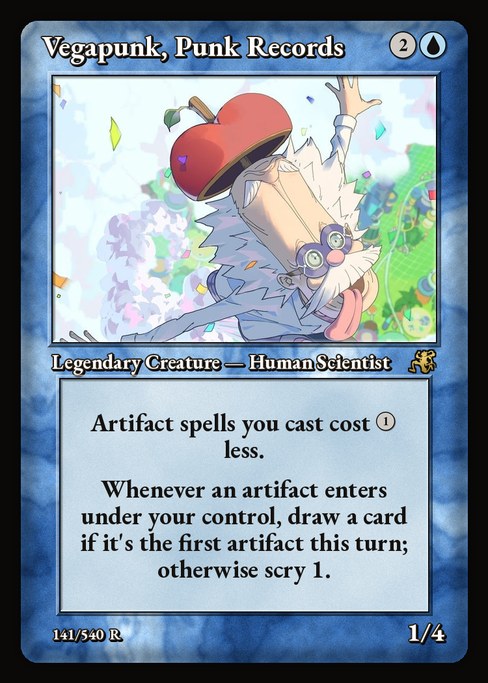 Vegapunk, Punk Records 2
Legendary Creature — Human Scientist
Artifact spells you cast cost 1
less.
Whenever an artifact enters
under your control, draw a card
if it's the first artifact this turn;
otherwise scry 1.
141/540 R 1/4